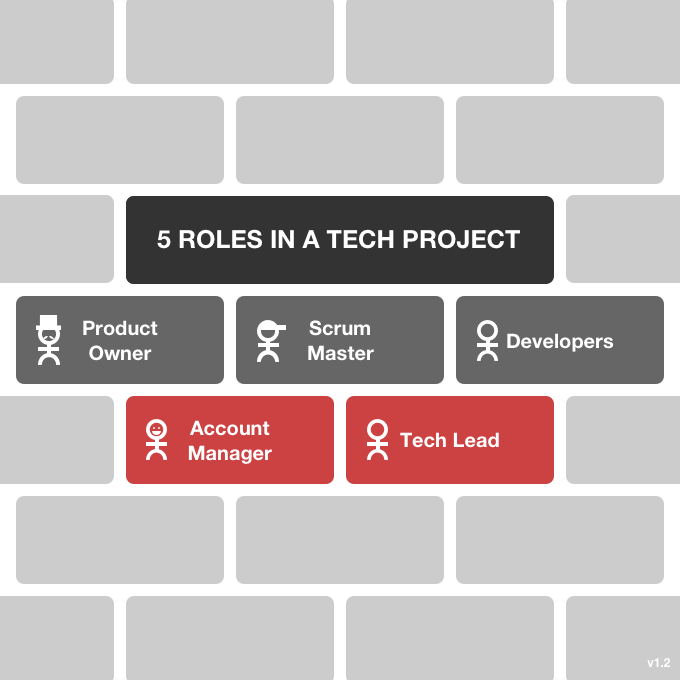 5 ROLES IN A TECH PROJECT
Product
Owner
Scrum
Master
Developers
Account
Manager
Tech Lead
v1.2